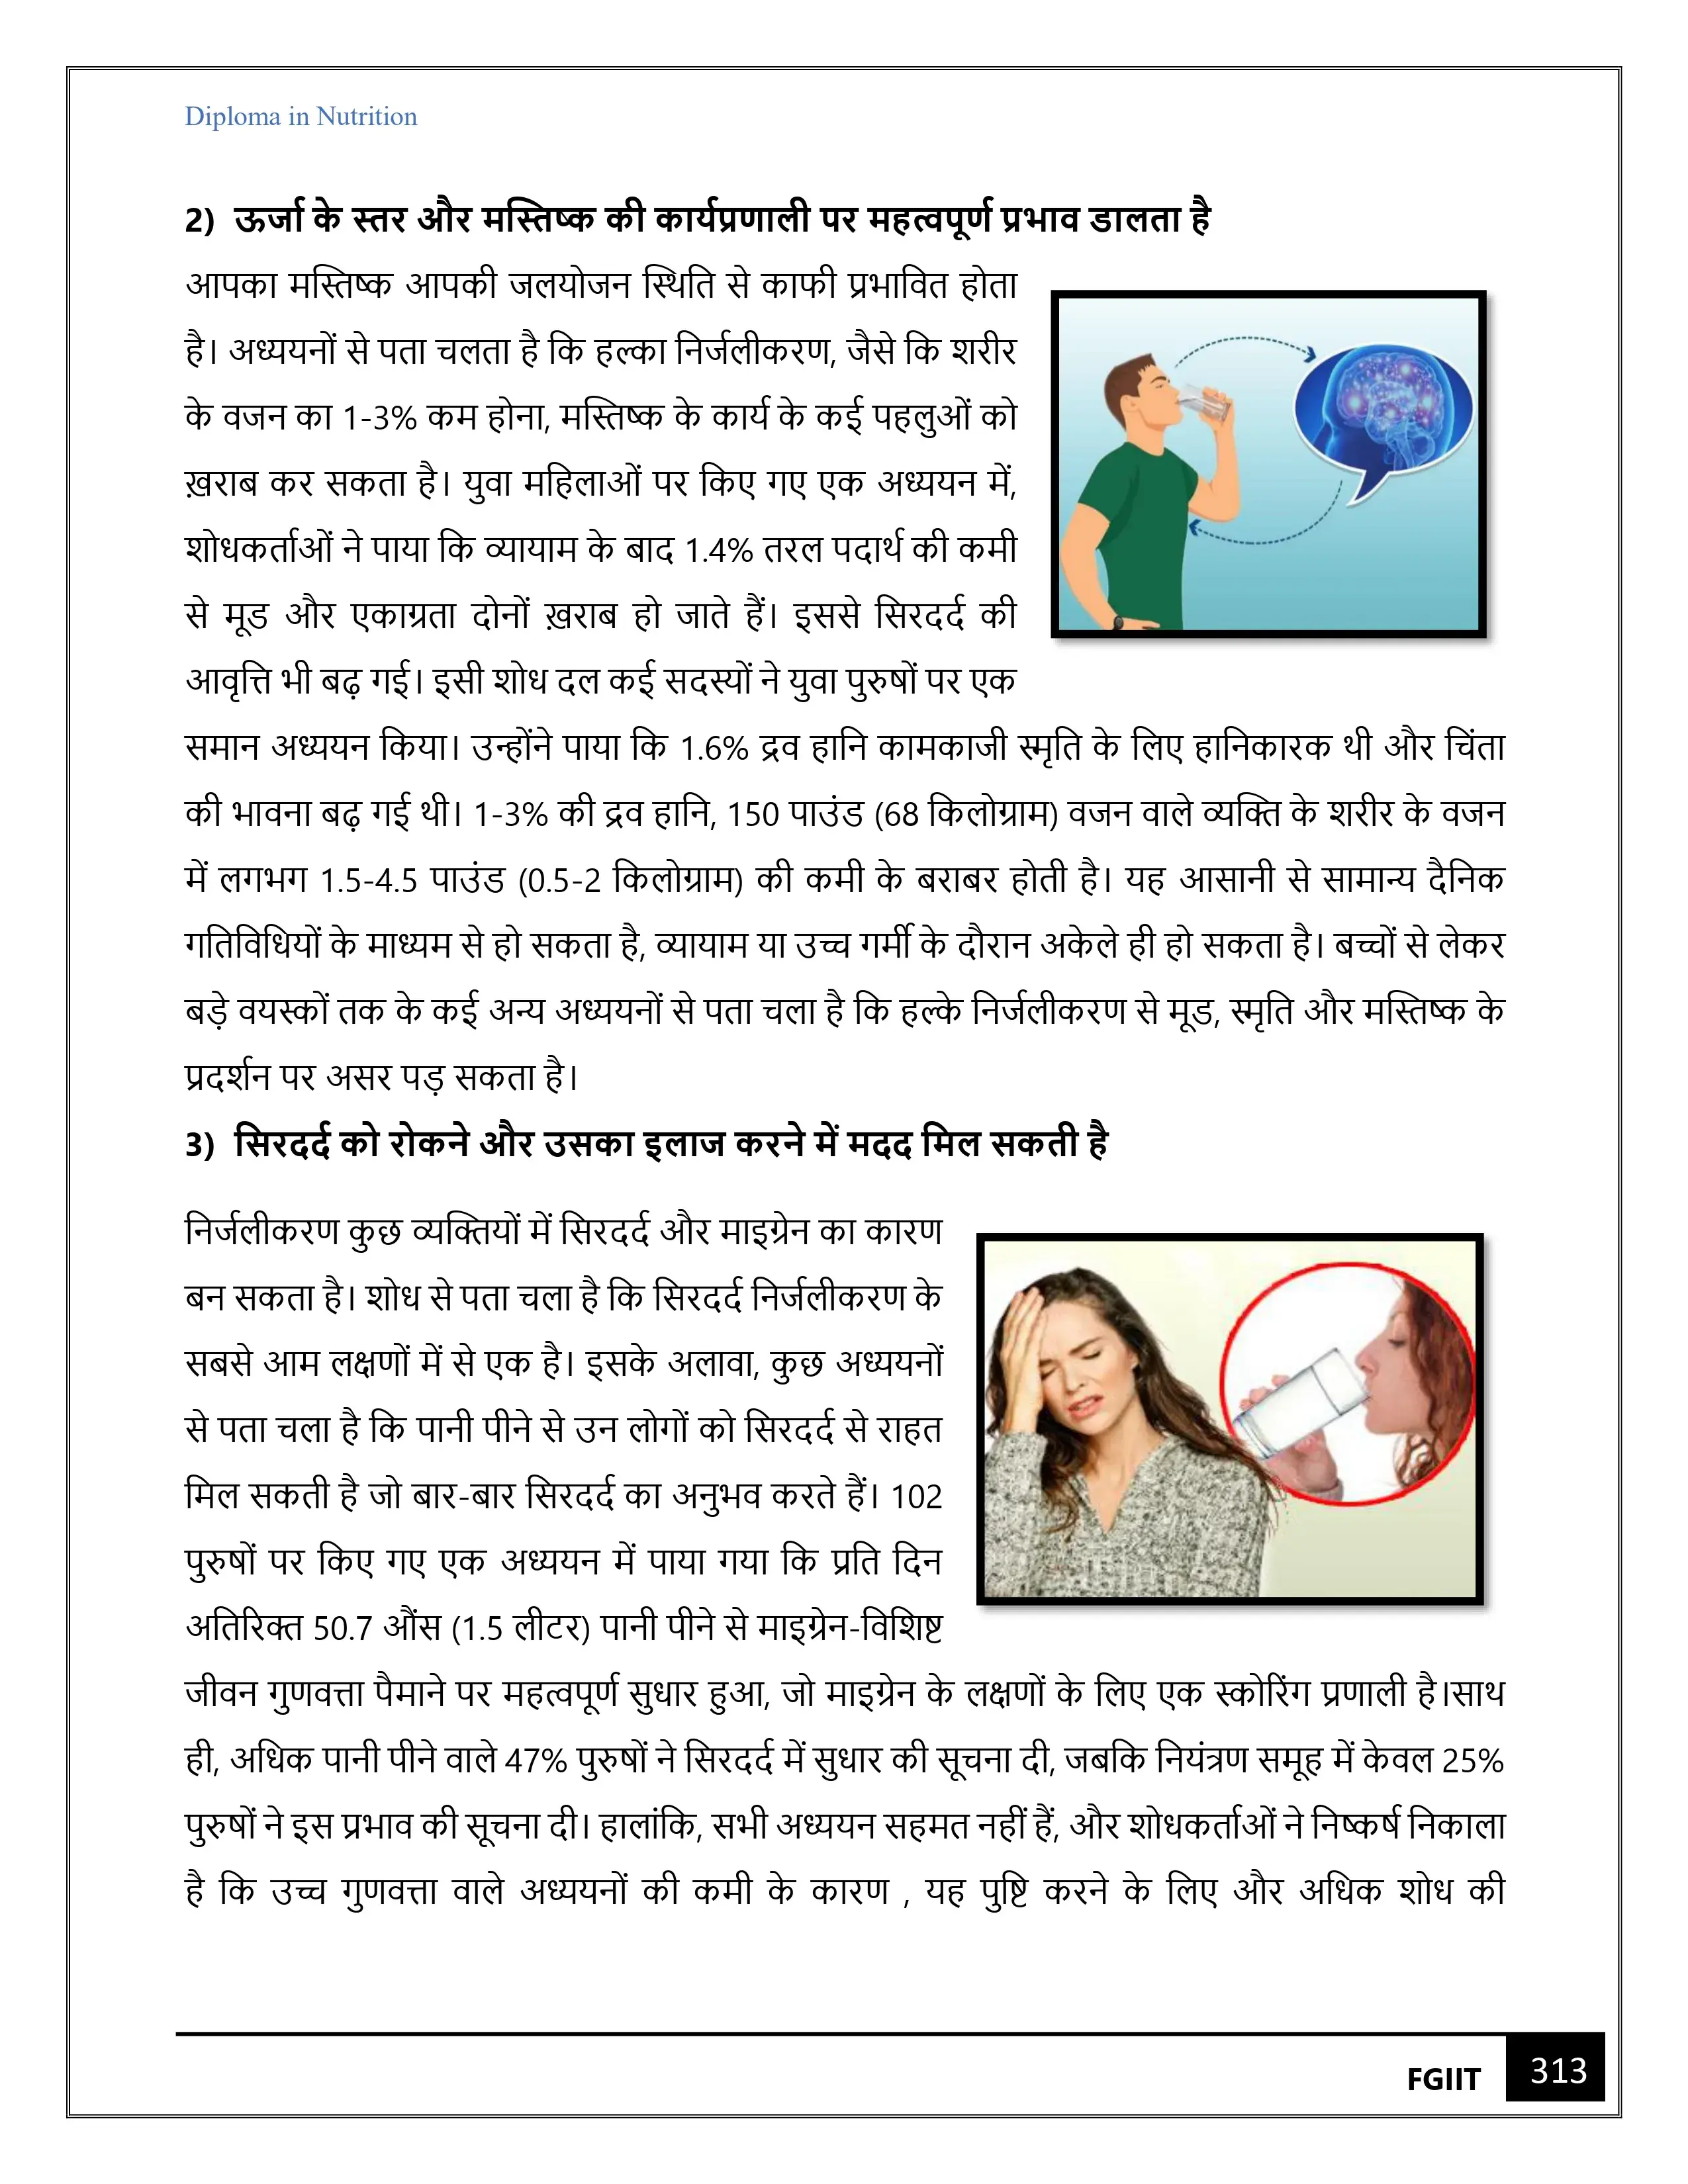 Diploma in Nutrition
2) ऊर्जा के स्तर और मस्तिष्क की कार्यप्रणाली पर महत्वपूर्ण प्रभाव डालता है
आपका मस्तिष्क आपकी जलयोजन स्थिति से काफी प्रभावित होता
है। अध्ययनों से पता चलता है कि हल्का निर्जलीकरण, जैसे कि शरीर
के वजन का 1-3% कम होना, मस्तिष्क के कार्य के कई पहलुओं को
ख़राब कर सकता है। युवा महिलाओं पर किए गए एक अध्ययन में,
शोधकर्ताओं ने पाया कि व्यायाम के बाद 1.4% तरल पदार्थ की कमी
से मूड और एकाग्रता दोनों ख़राब हो जाते हैं। इससे सिरदर्द की
आवृत्ति भी बढ़ गई। इसी शोध दल कई सदस्यों ने युवा पुरुषों पर एक
समान अध्ययन किया। उन्होंने पाया कि 1.6% द्रव हानि कामकाजी स्मृति के लिए हानिकारक थी और चिंता
की भावना बढ़ गई थी। 1-3% की द्रव हानि, 150 पाउंड (68 किलोग्राम) वजन वाले व्यक्ति के शरीर के वजन
में लगभग 1.5-4.5 पाउंड (0.5-2 किलोग्राम) की कमी के बराबर होती है। यह आसानी से सामान्य दैनिक
गतिविधियों के माध्यम से हो सकता है, व्यायाम या उच्च गर्मी के दौरान अकेले ही हो सकता है। बच्चों से लेकर
बड़े वयस्कों तक के कई अन्य अध्ययनों से पता चला है कि हल्के निर्जलीकरण से मूड, स्मृति और मस्तिष्क के
प्रदर्शन पर असर पड़ सकता है।
3) सिरदर्द को रोकने और उसका इलाज करने में मदद मिल सकती है
निर्जलीकरण कुछ व्यक्तियों में सिरदर्द और माइग्रेन का कारण
बन सकता है। शोध से पता चला है कि सिरदर्द निर्जलीकरण के
सबसे आम लक्षणों में से एक है। इसके अलावा, कुछ अध्ययनों
से पता चला है कि पानी पीने से उन लोगों को सिरदर्द से राहत
मिल सकती है जो बार-बार सिरदर्द का अनुभव करते हैं। 102
पुरुषों पर किए गए एक अध्ययन में पाया गया कि प्रति दिन
अतिरिक्त 50.7 औंस (1.5 लीटर) पानी पीने से माइग्रेन-विशिष्ट
जीवन गुणवत्ता पैमाने पर महत्वपूर्ण सुधार हुआ, जो माइग्रेन के लक्षणों के लिए एक स्कोरिंग प्रणाली है।साथ
ही, अधिक पानी पीने वाले 47% पुरुषों ने सिरदर्द में सुधार की सूचना दी, जबकि नियंत्रण समूह में केवल 25%
पुरुषों ने इस प्रभाव की सूचना दी। हालांकि, सभी अध्ययन सहमत नहीं हैं, और शोधकर्ताओं ने निष्कर्ष निकाला
है कि उच्च गुणवत्ता वाले अध्ययनों की कमी के कारण , यह पुष्टि करने के लिए और अधिक शोध की
FGIIT 313